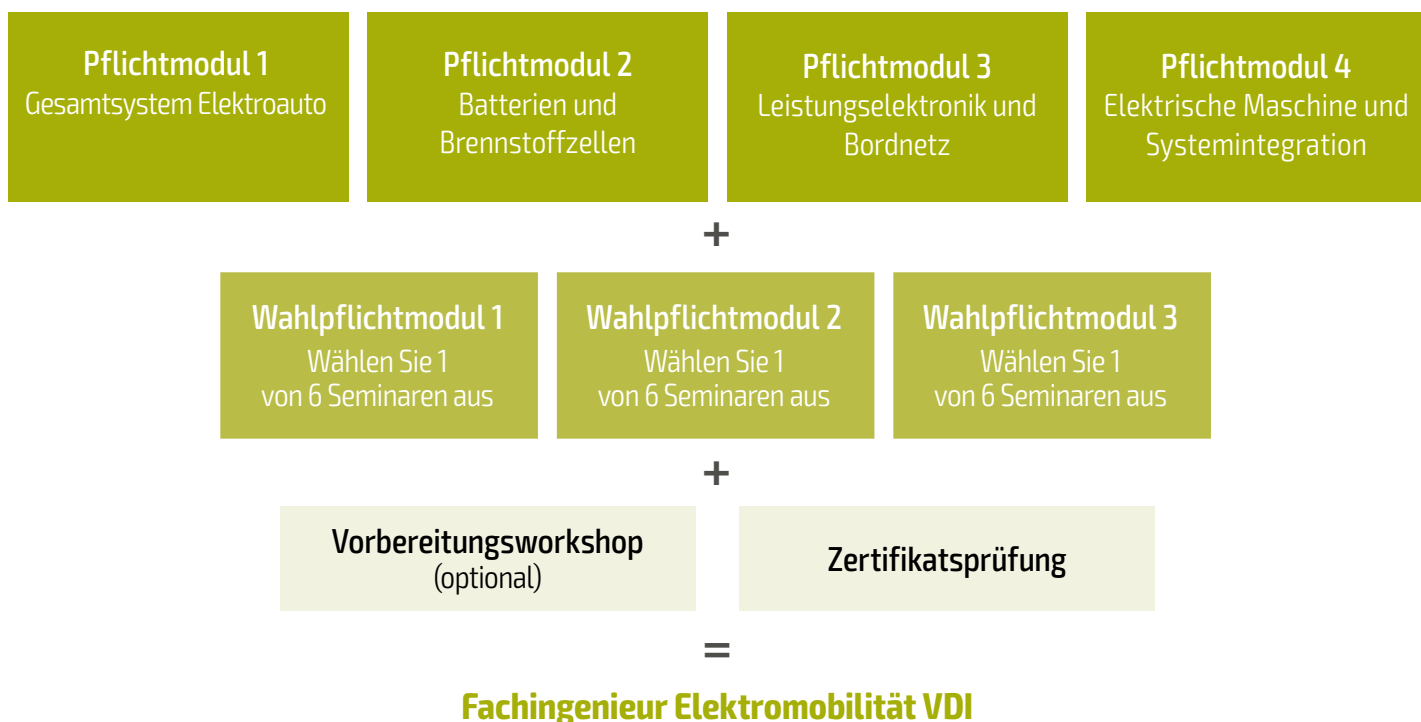 Pflichtmodul 1
Gesamtsystem Elektroauto
Pflichtmodul 2
Batterien und
Brennstoffzellen
Pflichtmodul 3
Leistungselektronik und
Bordnetz
Pflichtmodul 4
Elektrische Maschine und
Systemintegration
+
Wahlpflichtmodul 1
Wählen Sie 1
von 6 Seminaren aus
Wahlpflichtmodul 2
Wählen Sie 1
von 6 Seminaren aus
Wahlpflichtmodul 3
Wählen Sie 1
von 6 Seminaren aus
+
Vorbereitungsworkshop
(optional)
Zertifikatsprüfung
=
Fachingenieur Elektromobilität VDI